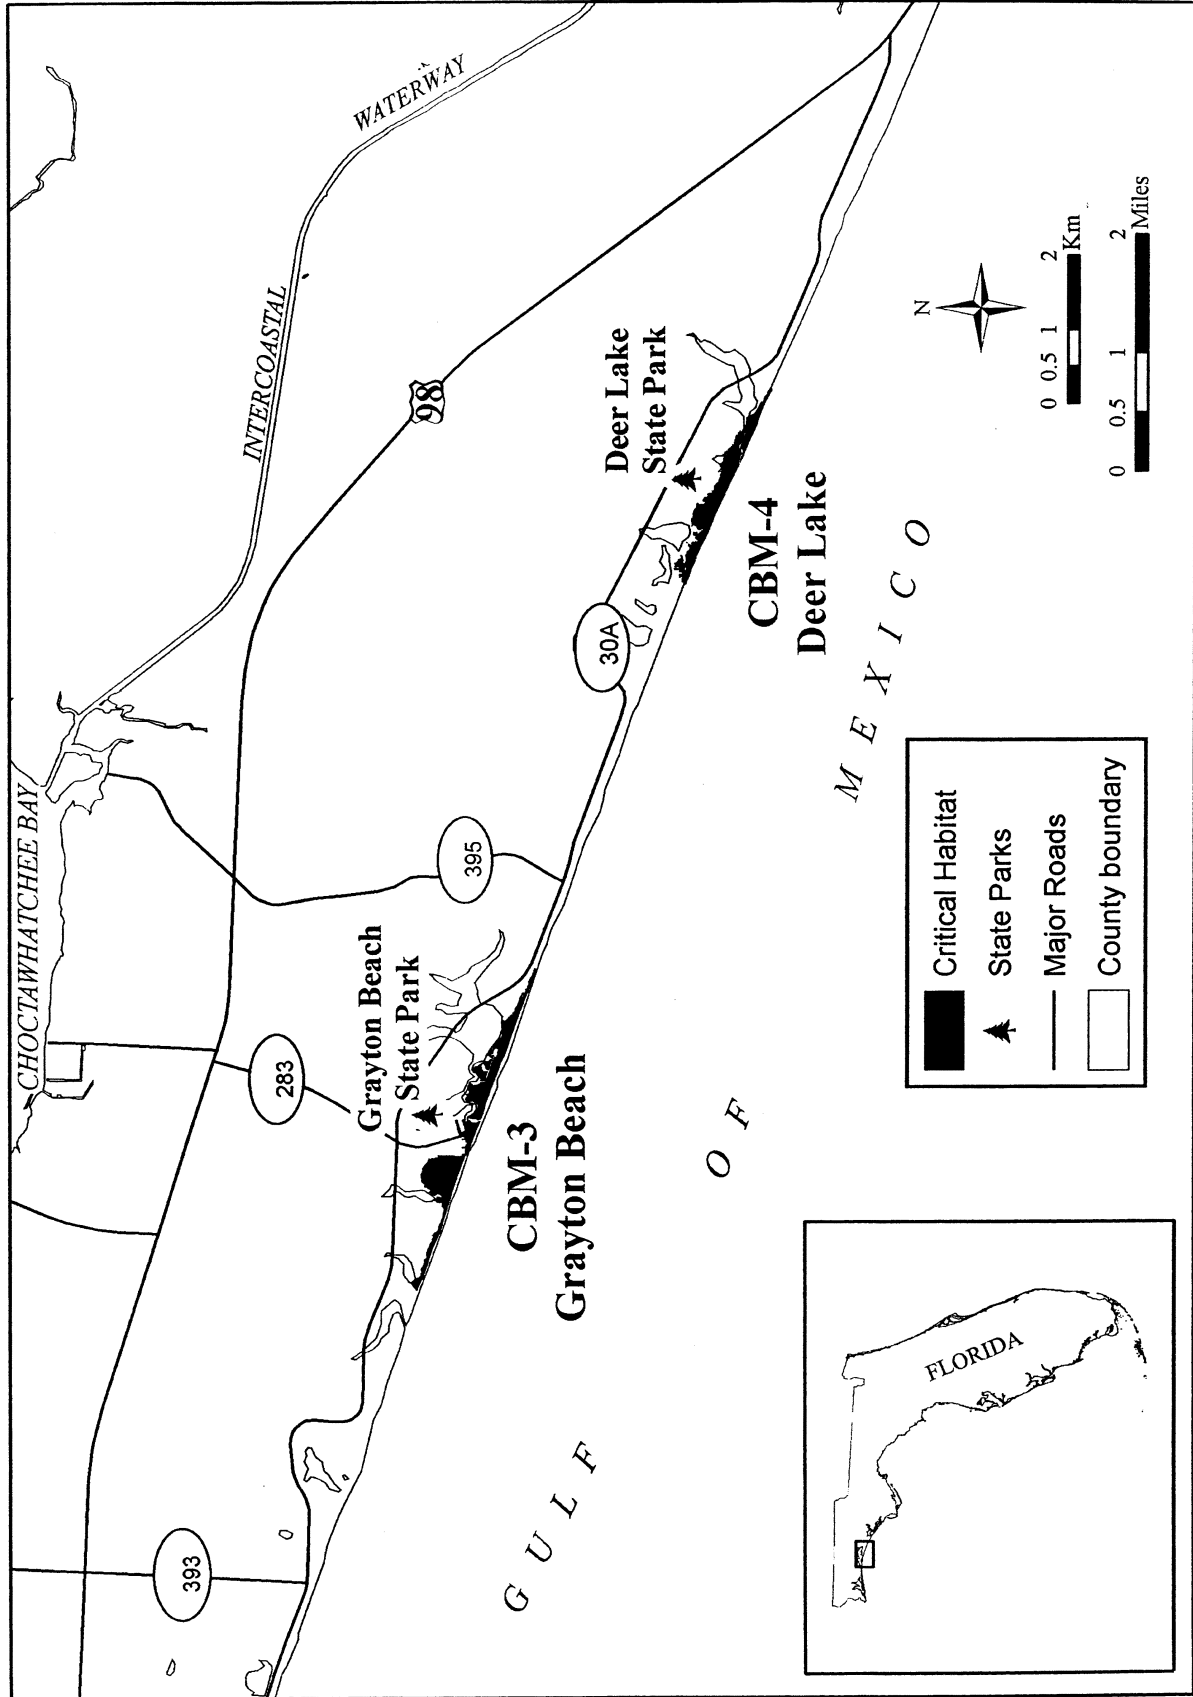 CHOCTAWHATCHEE BAY
INTERCOASTAL
WATERWAY
98
393
283
395
30A
Grayton Beach
State Park
Deer Lake
State Park
CBM-3
Grayton Beach
CBM-4
Deer Lake
GULF OF MEXICO
FLORIDA
Critical Habitat
State Parks
Major Roads
County boundary
N
0 0.5 1 2
Km
0 0.5 1 2
Miles